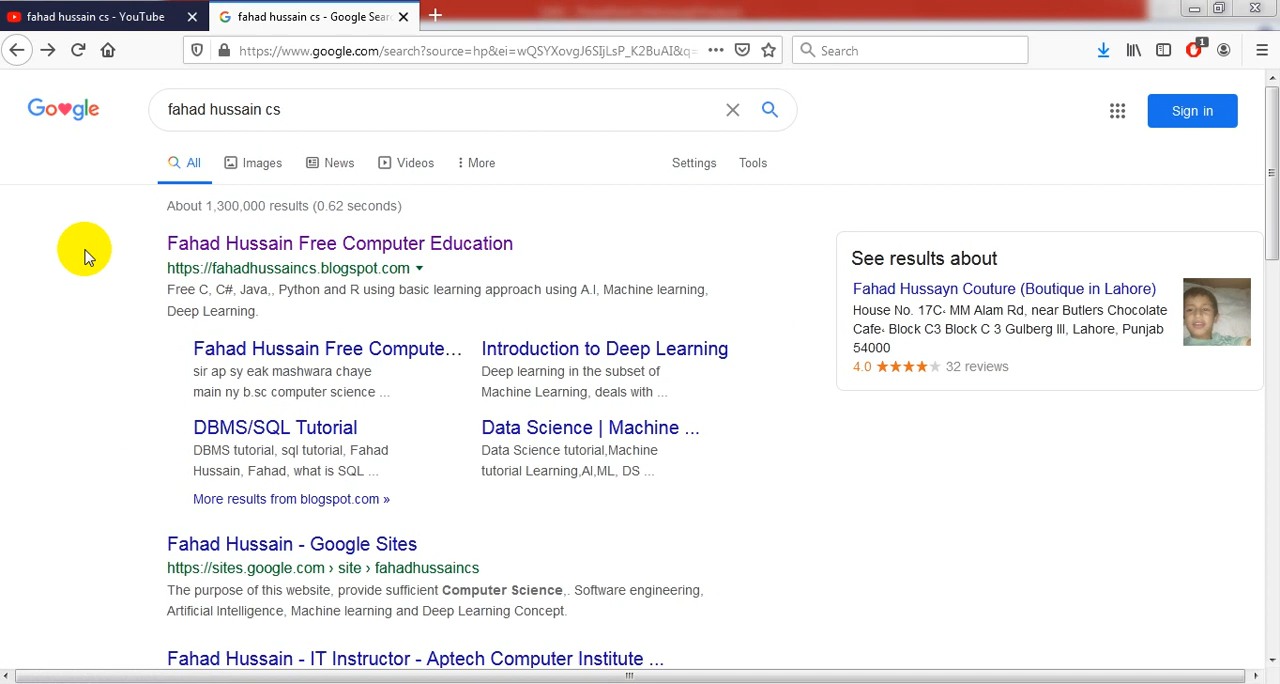 fahad hussain cs - YouTube
fahad hussain cs - Google Sear
https://www.google.com/search?source=hp&ei=wQSYXovgJ6SIjLsP_K2BuAI&q=
Search
1
Google
fahad hussain cs
Sign in
All
Images
News
Videos
More
Settings
Tools
About 1,300,000 results (0.62 seconds)
Fahad Hussain Free Computer Education
https://fahadhussaincs.blogspot.com
Free C, C#, Java,, Python and R using basic learning approach using A.I, Machine learning,
Deep Learning.
Fahad Hussain Free Compute...
sir ap sy eak mashwara chaye
main ny b.sc computer science ...
Introduction to Deep Learning
Deep learning in the subset of
Machine Learning, deals with ...
DBMS/SQL Tutorial
DBMS tutorial, sql tutorial, Fahad
Hussain, Fahad, what is SQL ...
Data Science | Machine ...
Data Science tutorial,Machine
tutorial Learning,AI,ML, DS ...
More results from blogspot.com »
Fahad Hussain - Google Sites
https://sites.google.com › site › fahadhussaincs
The purpose of this website, provide sufficient Computer Science,. Software engineering,
Artificial Intelligence, Machine learning and Deep Learning Concept.
Fahad Hussain - IT Instructor - Aptech Computer Institute ...
See results about
Fahad Hussayn Couture (Boutique in Lahore)
House No. 17C، MM Alam Rd, near Butlers Chocolate
Cafe، Block C3 Block C 3 Gulberg III, Lahore, Punjab
54000
4.0 ★★★★★ 32 reviews